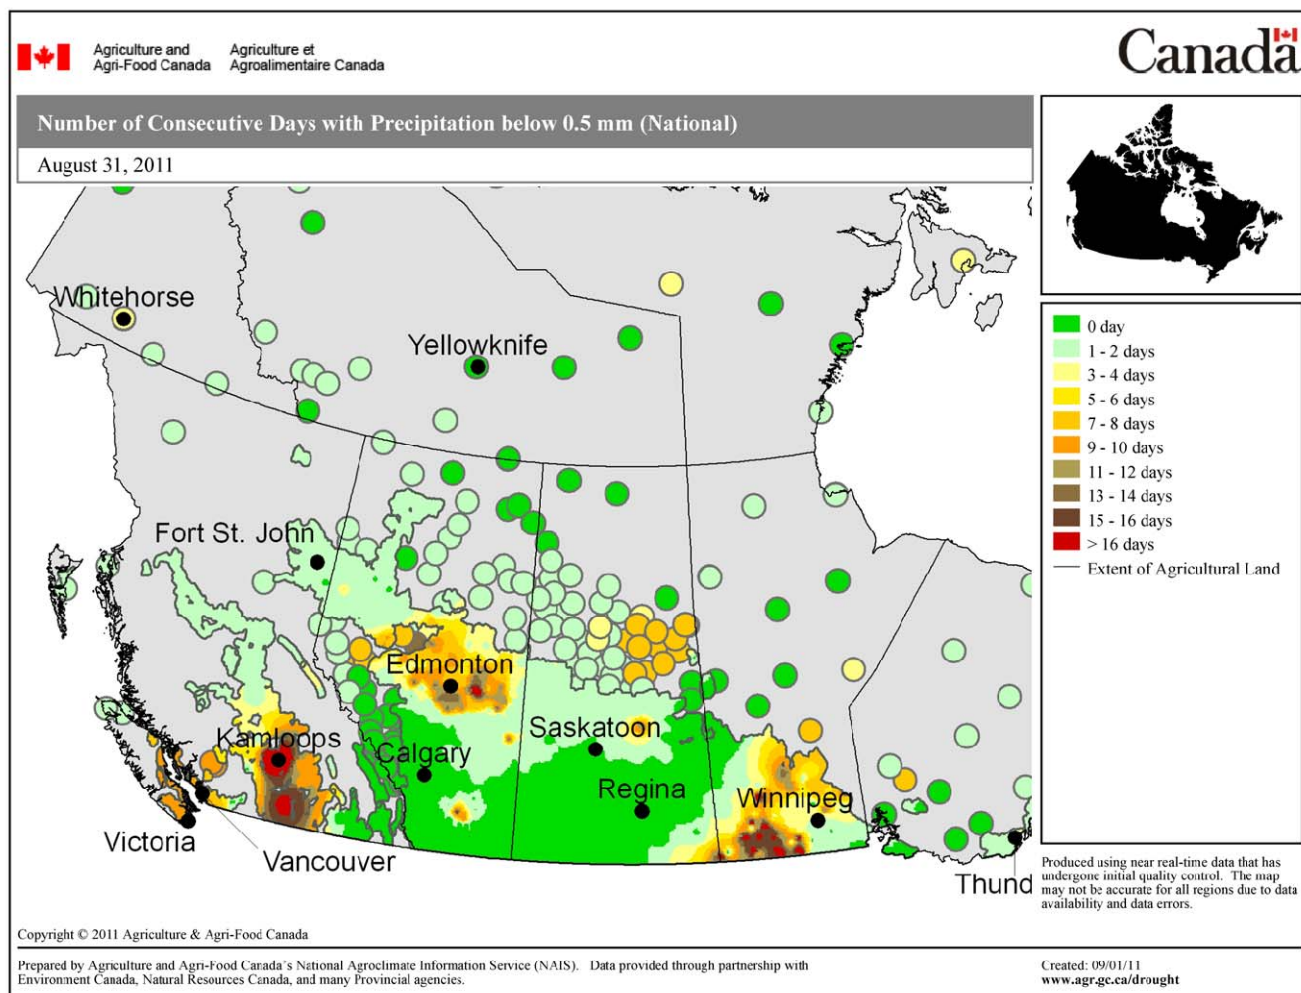 Agriculture and
Agri-Food Canada
Agriculture et
Agroalimentaire Canada
Canada
Number of Consecutive Days with Precipitation below 0.5 mm (National)
August 31, 2011
Whitehorse
Yellowknife
Fort St. John
Edmonton
Kamloops
Calgary
Saskatoon
Regina
Winnipeg
Victoria
Vancouver
Thund
0 day
1 - 2 days
3 - 4 days
5 - 6 days
7 - 8 days
9 - 10 days
11 - 12 days
13 - 14 days
15 - 16 days
> 16 days
Extent of Agricultural Land
Produced using near real-time data that has
undergone initial quality control. The map
may not be accurate for all regions due to data
availability and data errors.
Copyright © 2011 Agriculture & Agri-Food Canada
Prepared by Agriculture and Agri-Food Canada's National Agroclimate Information Service (NAIS). Data provided through partnership with
Environment Canada, Natural Resources Canada, and many Provincial agencies.
Created: 09/01/11
www.agr.gc.ca/drought